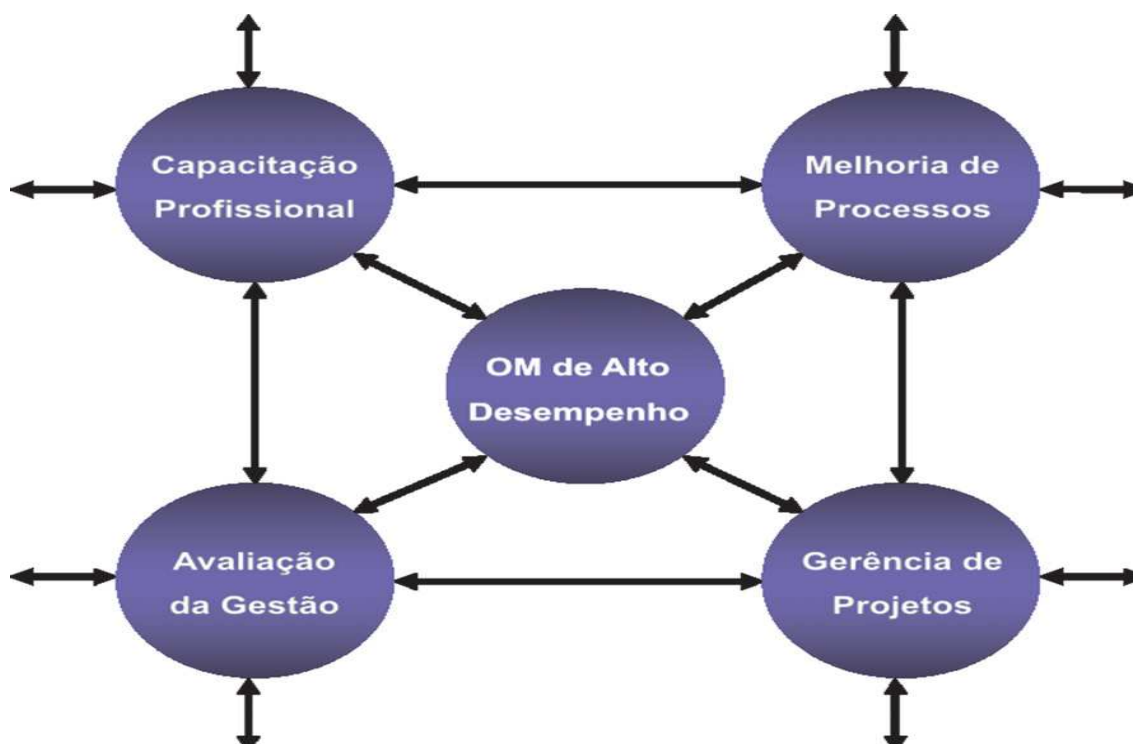 Capacitação
Profissional
Melhoria de
Processos
OM de Alto
Desempenho
Avaliação
da Gestão
Gerência de
Projetos